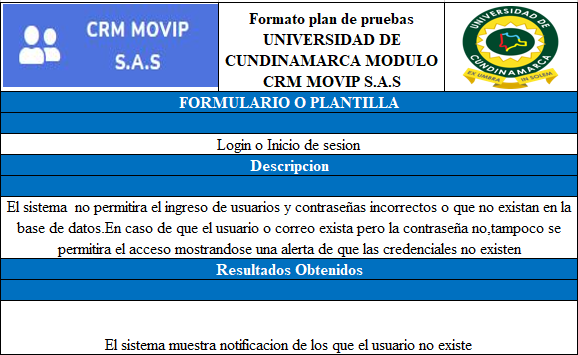 CRM MOVIP
S.A.S
Formato plan de pruebas
UNIVERSIDAD DE
CUNDINAMARCA MODULO
CRM MOVIP S.A.S
UNIVERSIDAD DE
CUNDINAMARCA
EN UMBRA IN SOLEM
FORMULARIO O PLANTILLA
Login o Inicio de sesion
Descripcion
El sistema no permitira el ingreso de usuarios y contraseñas incorrectos o que no existan en la
base de datos.En caso de que el usuario o correo exista pero la contraseña no,tampoco se
permitira el acceso mostrandose una alerta de que las credenciales no existen
Resultados Obtenidos
El sistema muestra notificacion de los que el usuario no existe